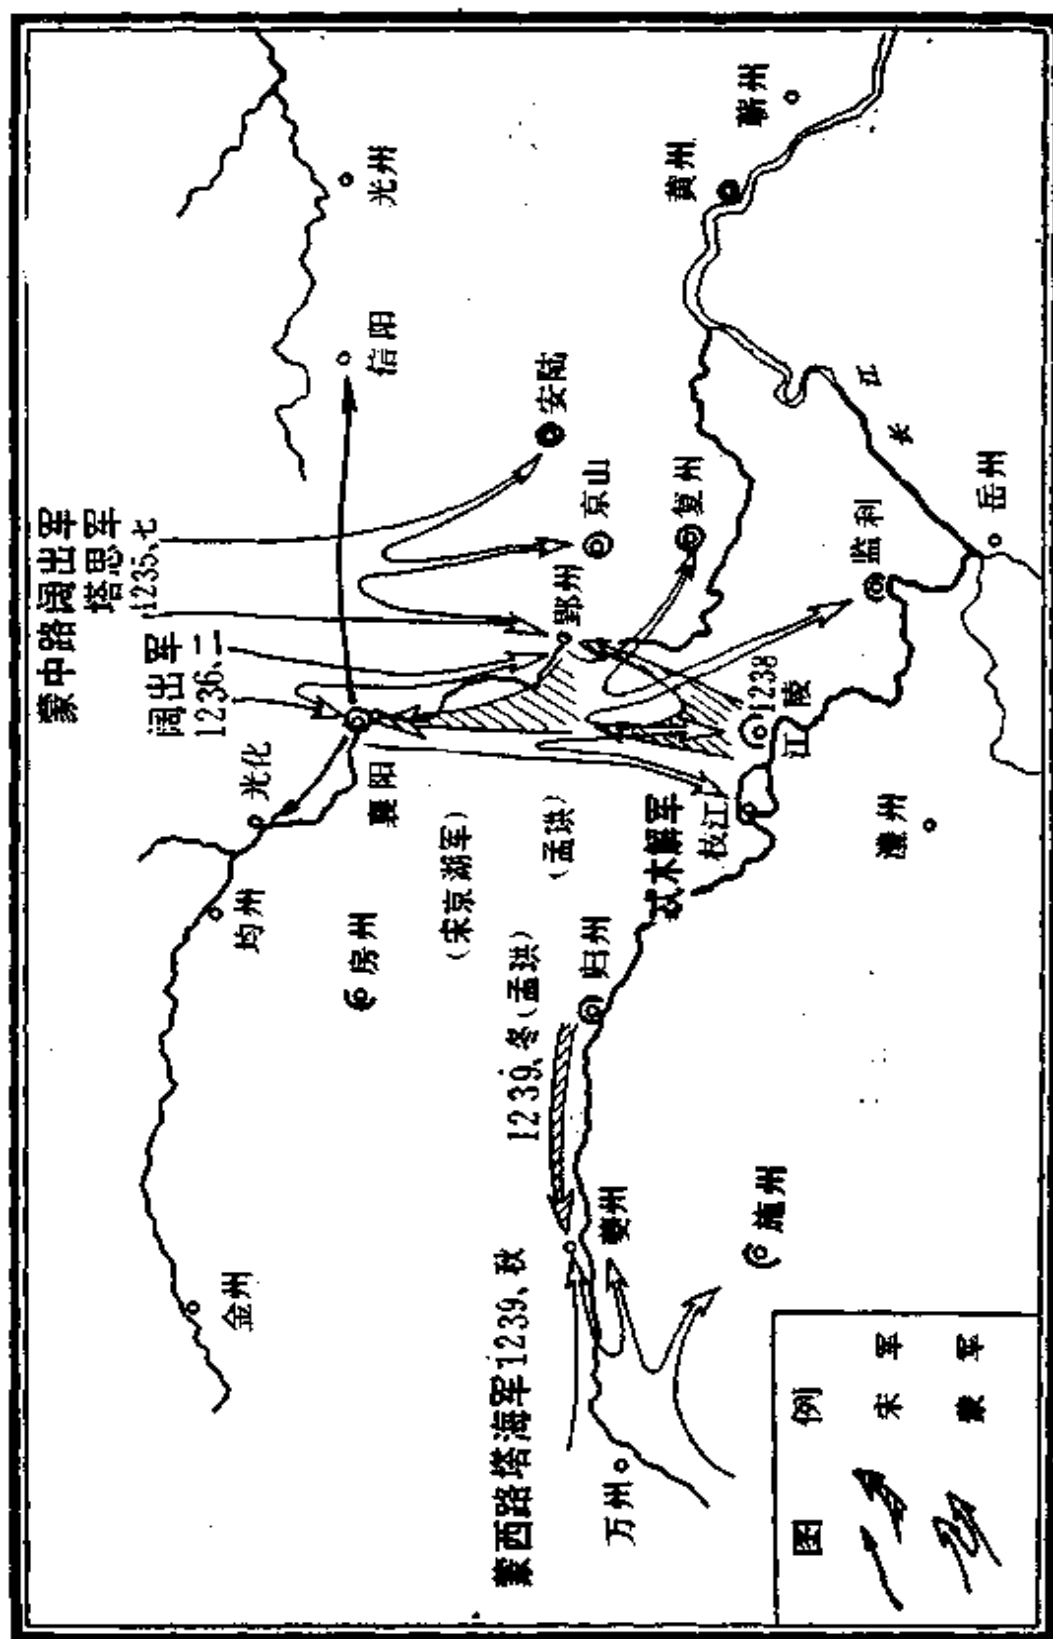 蒙中路阔出军
塔思军
1235、七
阔出军
1236、二
光化
均州
金州
襄阳
房州
信阳
光州
安陆
京山
复州
郢州
(宋京湖军)
(孟珙)
1238
江陵
枝江
忒木解军
归州
1239、冬(孟珙)
夔州
蒙西路塔海军1239、秋
万州
施州
澧州
监利
岳州
长江
黄州
蕲州
图例
宋军
蒙军